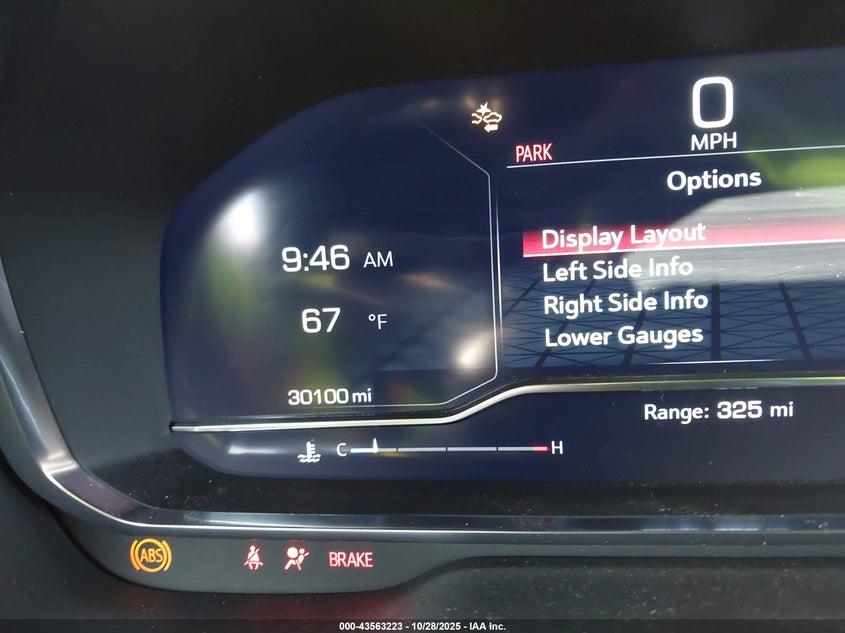 0
MPH
PARK
Options
Display Layout
Left Side Info
Right Side Info
Lower Gauges
9:46 AM
67 °F
30100 mi
Range: 325 mi
C H
ABS
BRAKE
000-43563223 | 10/28/2025 - IAA Inc.